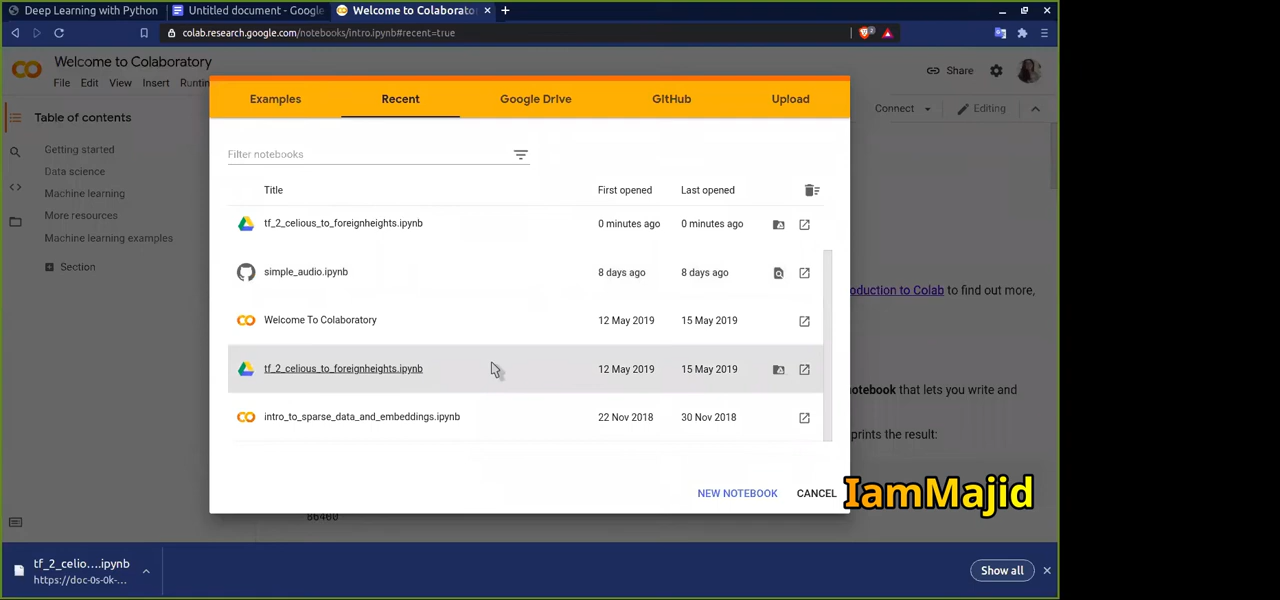 Deep Learning with Python
Untitled document - Google
Welcome to Colaborato
colab.research.google.com/notebooks/intro.ipynb#recent=true
Welcome to Colaboratory
File Edit View Insert Runtin
Share
Connect
Editing
Table of contents
Getting started
Data science
Machine learning
More resources
Machine learning examples
Section
Examples
Recent
Google Drive
GitHub
Upload
Filter notebooks
Title First opened Last opened
tf_2_celious_to_foreignheights.ipynb 0 minutes ago 0 minutes ago
simple_audio.ipynb 8 days ago 8 days ago
Welcome To Colaboratory 12 May 2019 15 May 2019
tf_2_celious_to_foreignheights.ipynb 12 May 2019 15 May 2019
intro_to_sparse_data_and_embeddings.ipynb 22 Nov 2018 30 Nov 2018
NEW NOTEBOOK CANCEL
oduction to Colab to find out more,
otebook that lets you write and
prints the result:
86400
IamMajid
tf_2_celio....ipynb
https://doc-0s-0k-...
Show all